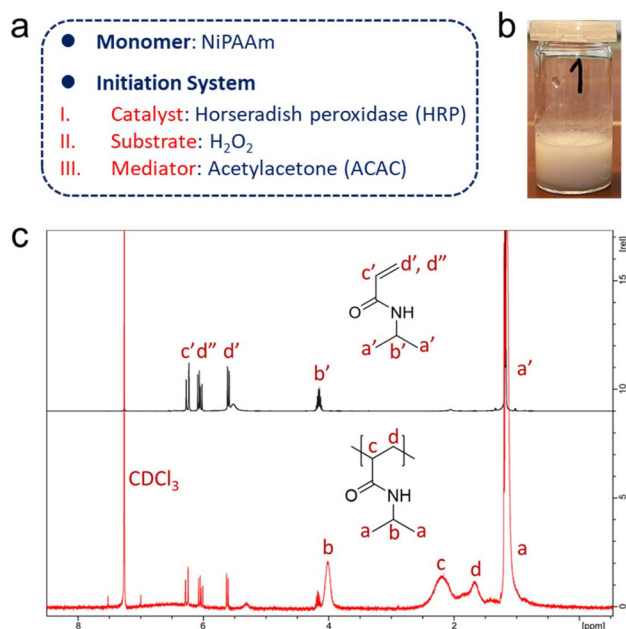 a
● Monomer: NiPAAm
● Initiation System
I. Catalyst: Horseradish peroxidase (HRP)
II. Substrate: H₂O₂
III. Mediator: Acetylacetone (ACAC)
b
1
c
[rel]
15
10
5
0
c’ d’’ d’ b’ a’
c’ d’, d’’
O NH
a’ b’ a’
CDCl₃
c d
O NH
a b a
b c d a
8 6 4 2 [ppm]